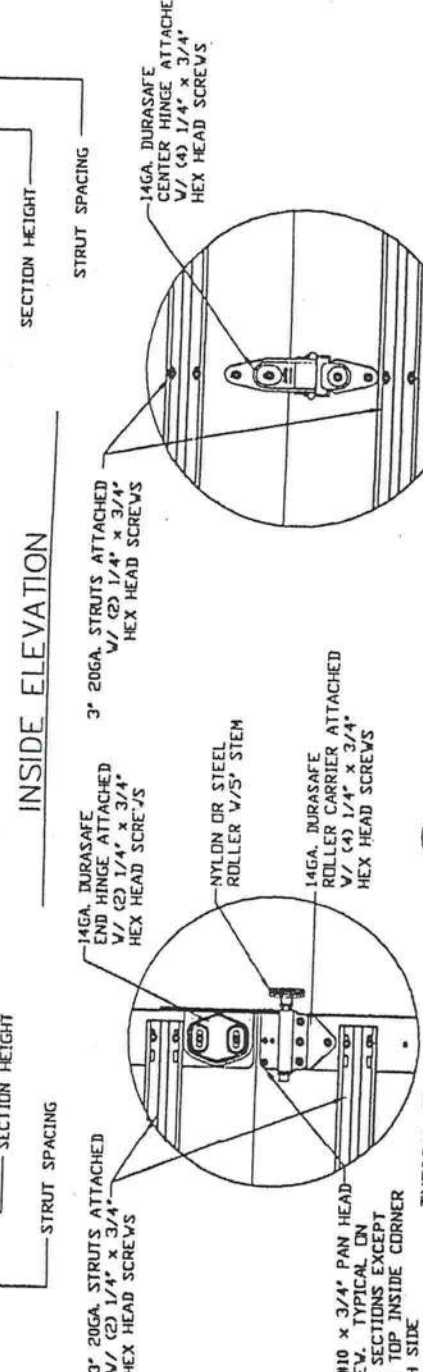 SECTION HEIGHT
STRUT SPACING
SECTION HEIGHT
STRUT SPACING
INSIDE ELEVATION
3" 20GA. STRUTS ATTACHED
W/ (2) 1/4" x 3/4"
HEX HEAD SCREWS
14GA. DURASAFE
END HINGE ATTACHED
W/ (2) 1/4" x 3/4"
HEX HEAD SCREWS
NYLON OR STEEL
ROLLER W/5" STEM
14GA. DURASAFE
ROLLER CARRIER ATTACHED
W/ (4) 1/4" x 3/4"
HEX HEAD SCREWS
#10 x 3/4" PAN HEAD
TYPICAL ON
SECTIONS EXCEPT
TOP INSIDE CORNER
SIDE
3" 20GA. STRUTS ATTACHED
W/ (2) 1/4" x 3/4"
HEX HEAD SCREWS
14GA. DURASAFE
CENTER HINGE
W/ (4) 1/4" x 3/4"
HEX HEAD SCREWS